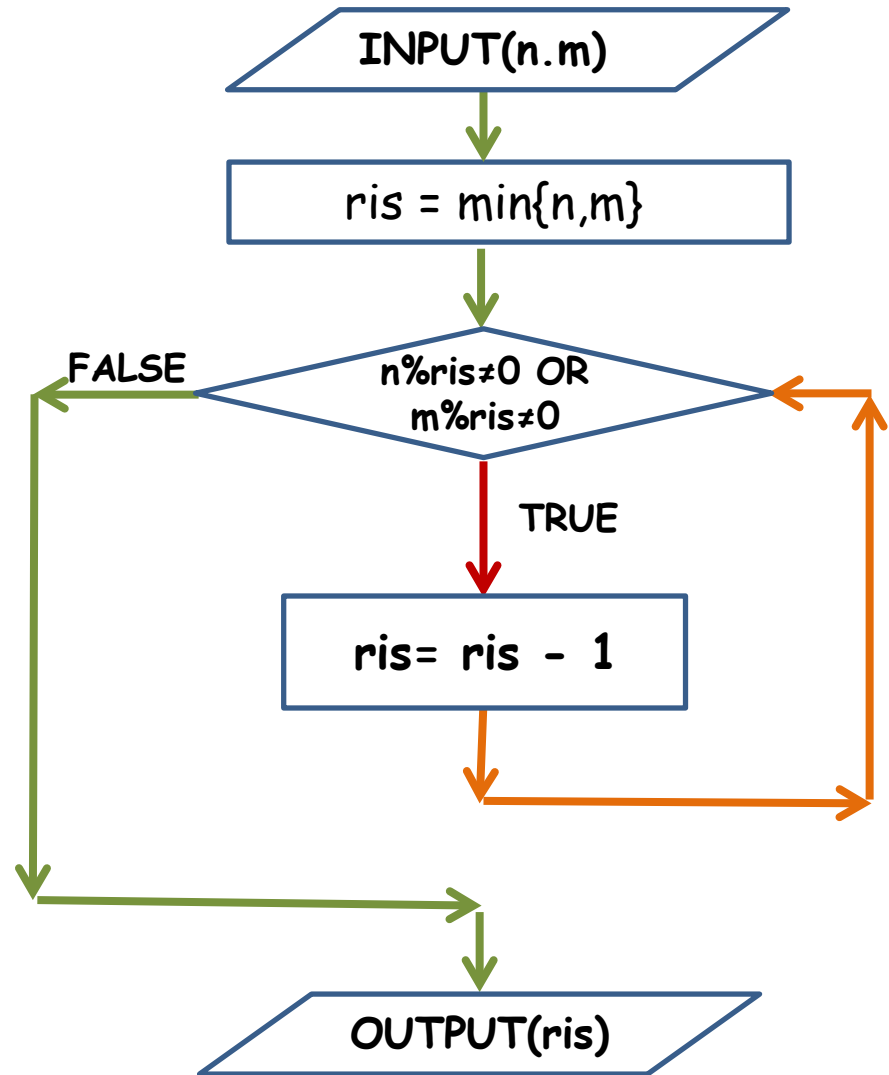 INPUT(n.m)
ris = min{n,m}
FALSE
n%ris≠0 OR
m%ris≠0
TRUE
ris= ris - 1
OUTPUT(ris)